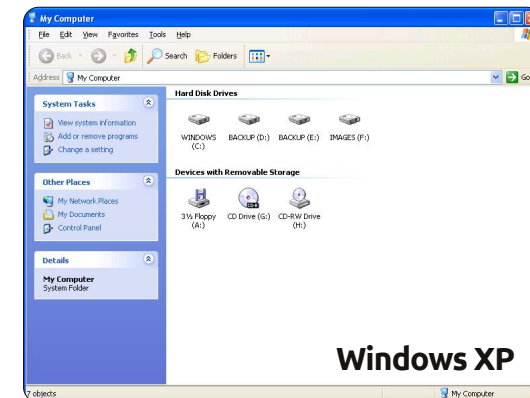 My Computer
File Edit View Favorites Tools Help
Back Search Folders
Address My Computer Go
Hard Disk Drives
System Tasks
View system information
Add or remove programs
Change a setting
WINDOWS (C:)
BACKUP (D:)
BACKUP (E:)
IMAGES (F:)
Devices with Removable Storage
Other Places
My Network Places
My Documents
Control Panel
3½ Floppy (A:)
CD Drive (G:)
CD-RW Drive (H:)
Details
My Computer
System Folder
Windows XP
7 objects
My Computer